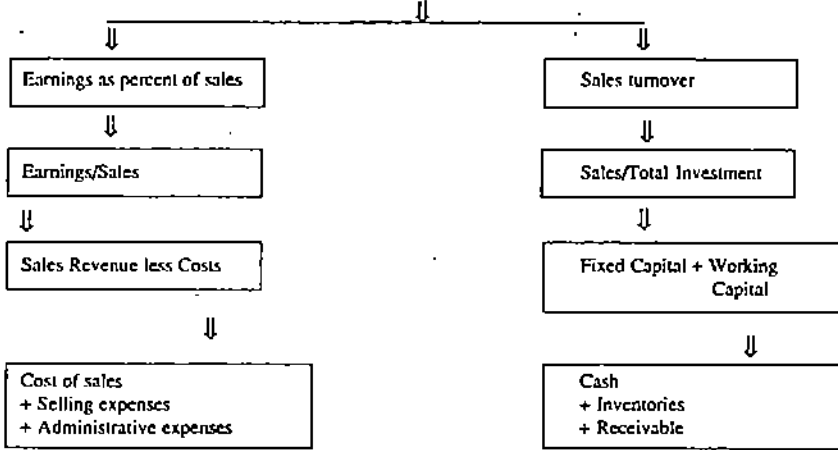 Earnings as percent of sales
Sales turnover
Earnings/Sales
Sales/Total Investment
Sales Revenue less Costs
Fixed Capital + Working
Capital
Cost of sales
+ Selling expenses
+ Administrative expenses
Cash
+ Inventories
+ Receivable